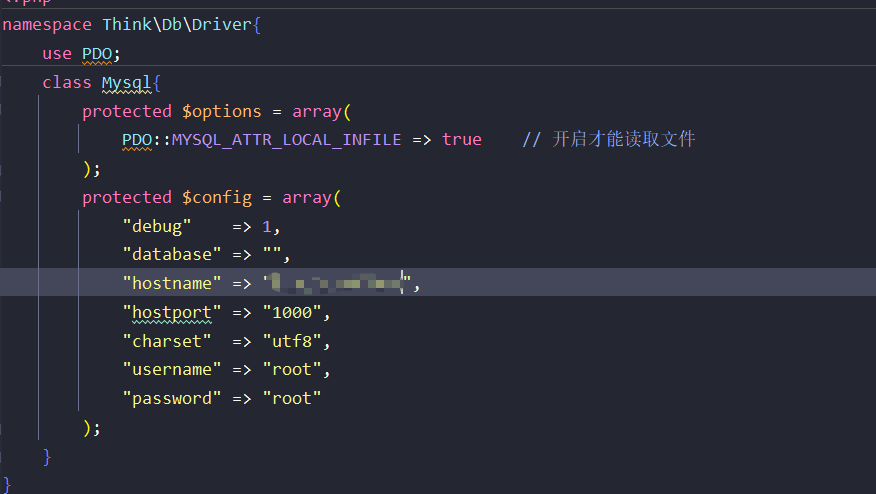 <?php
namespace Think\Db\Driver{
use PDO;
class Mysql{
protected $options = array(
PDO::MYSQL_ATTR_LOCAL_INFILE => true // 开启才能读取文件
);
protected $config = array(
"debug" => 1,
"database" => "",
"hostname" => "",
"hostport" => "1000",
"charset" => "utf8",
"username" => "root",
"password" => "root"
);
}
}